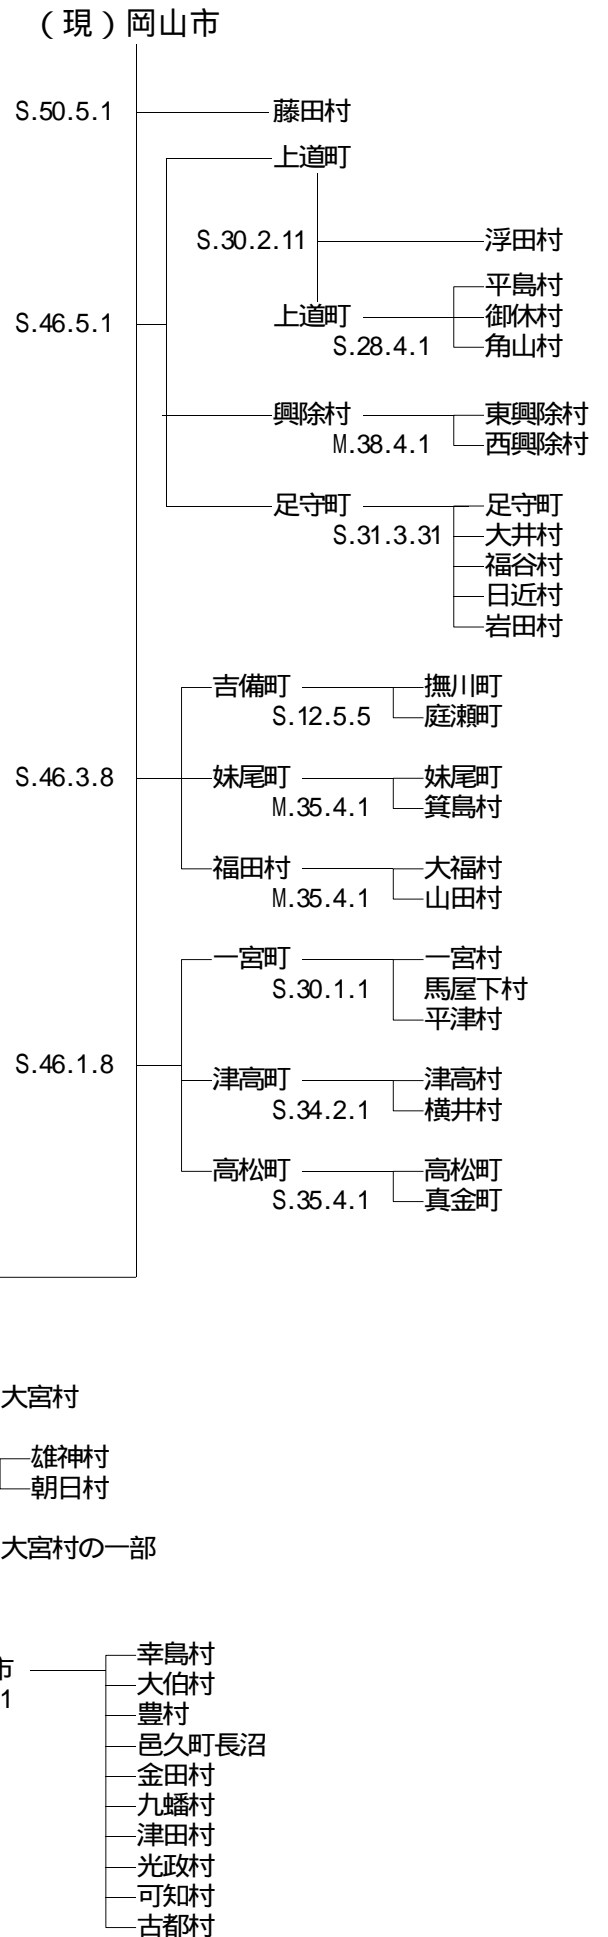 (現)岡山市
S.50.5.1 藤田村
上道町
S.30.2.11 浮田村
平島村
S.46.5.1 上道町 御休村
S.28.4.1 角山村
興除村 東興除村
M.38.4.1 西興除村
足守町 足守町
S.31.3.31 大井村
福谷村
日近村
岩田村
吉備町 撫川町
S.12.5.5 庭瀬町
S.46.3.8 妹尾町 妹尾町
M.35.4.1 箕島村
福田村 大福村
M.35.4.1 山田村
一宮町 一宮村
S.30.1.1 馬屋下村
平津村
S.46.1.8 津高町 津高村
S.34.2.1 横井村
高松町 高松町
S.35.4.1 真金町
大宮村
雄神村
朝日村
大宮村の一部
幸島村
市 大伯村
1 豊村
邑久町長沼
金田村
九蟠村
津田村
光政村
可知村
古都村